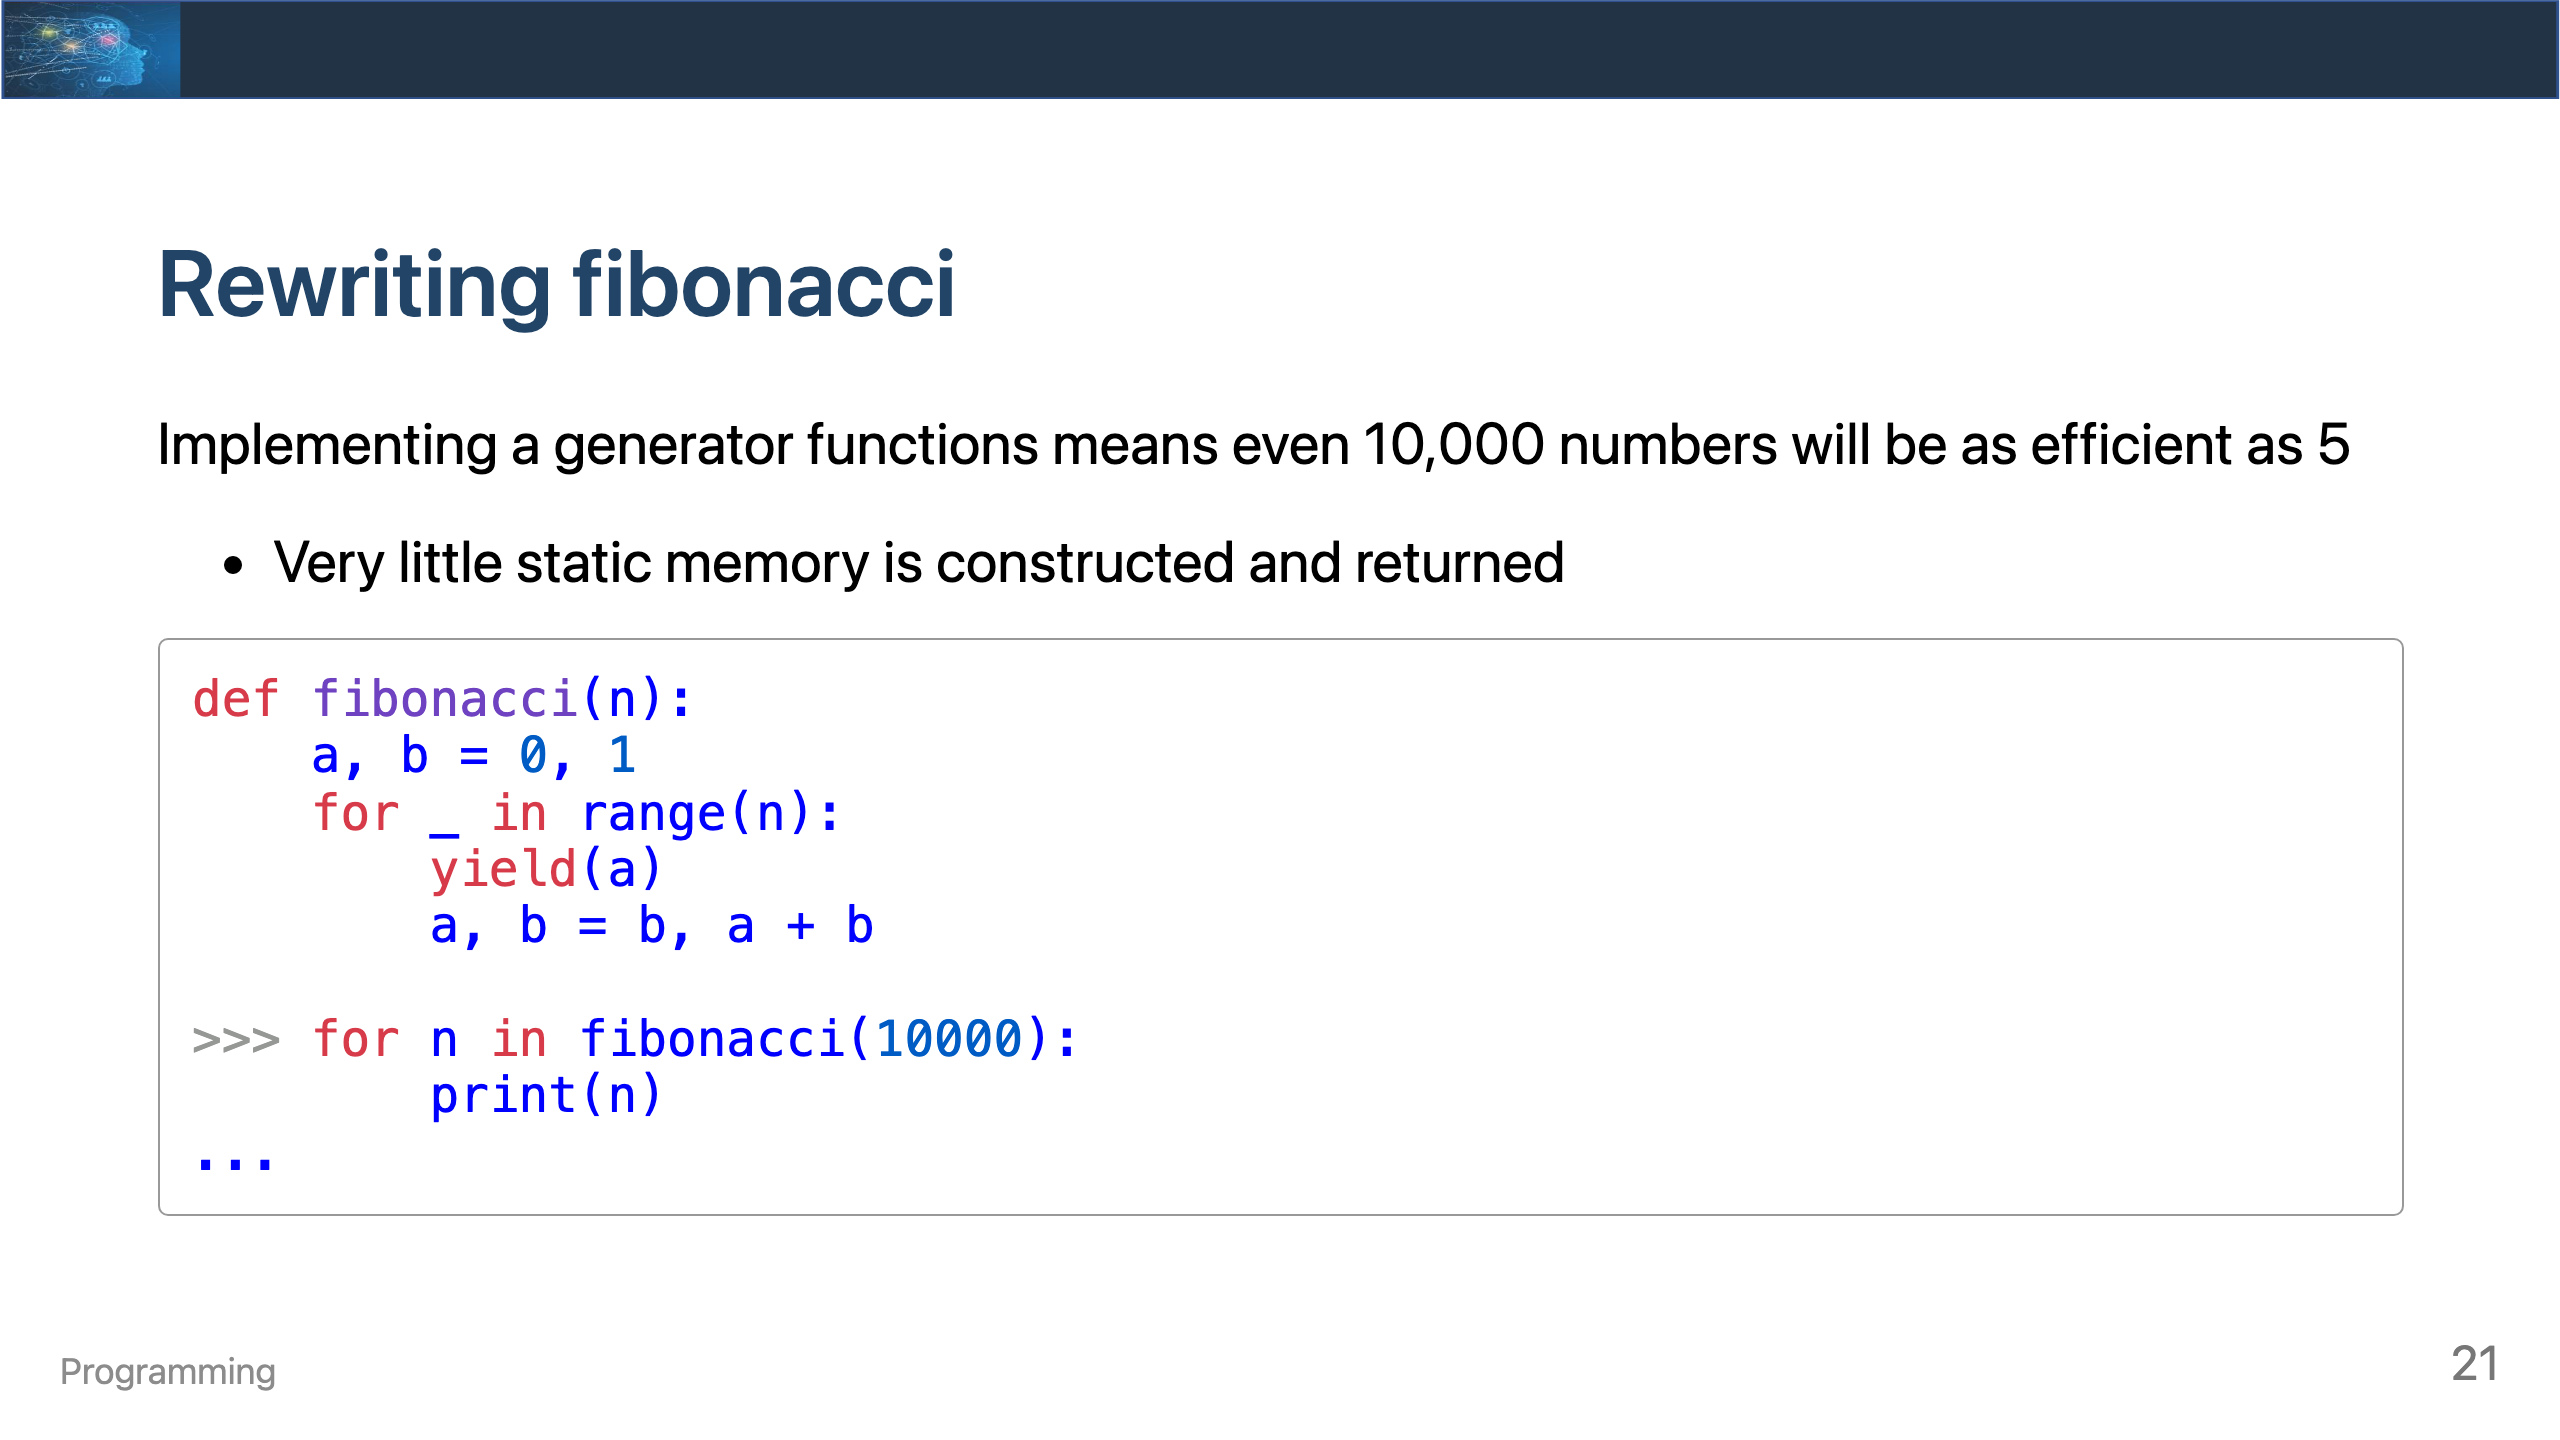 Rewriting fibonacci
Implementing a generator functions means even 10,000 numbers will be as efficient as 5
• Very little static memory is constructed and returned
def fibonacci(n):
    a, b = 0, 1
    for _ in range(n):
        yield(a)
        a, b = b, a + b

>>> for n in fibonacci(10000):
        print(n)
...
Programming
21